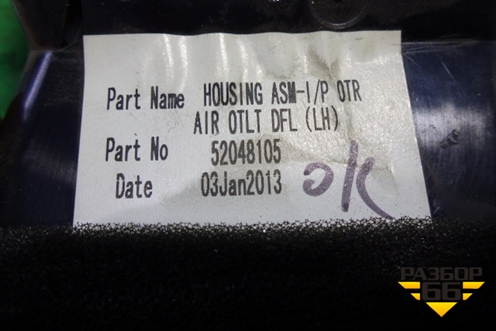 Part Name HOUSING ASM-I/P OTR
AIR OTLT DFL (LH)
Part No 52048105
Date 03Jan2013
OK
РАЗБОР
66